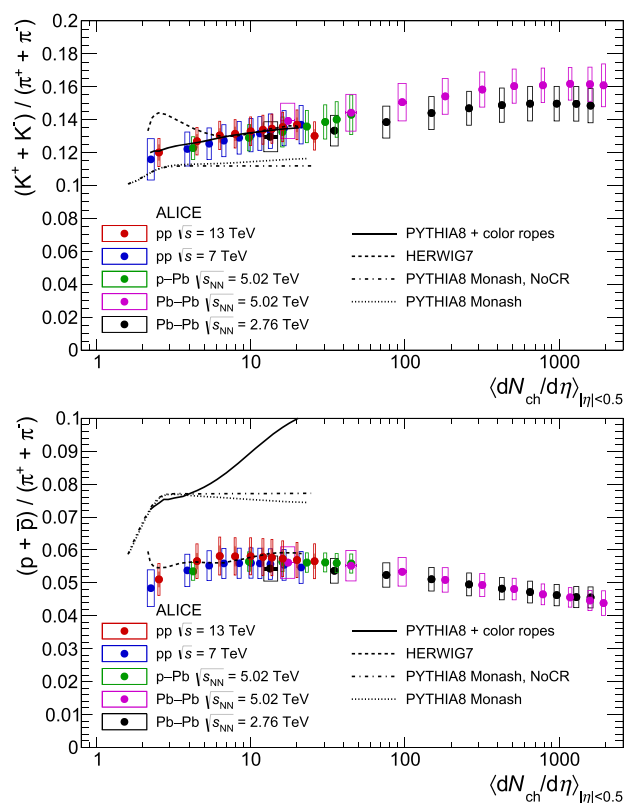 (K⁺ + K⁻) / (π⁺ + π⁻)
0.2
0.18
0.16
0.14
0.12
0.1
0.08
0.06
0.04
0.02
0
ALICE
pp √s = 13 TeV
pp √s = 7 TeV
p–Pb √sNN = 5.02 TeV
Pb–Pb √sNN = 5.02 TeV
Pb–Pb √sNN = 2.76 TeV
PYTHIA8 + color ropes
HERWIG7
PYTHIA8 Monash, NoCR
PYTHIA8 Monash
1 10 100 1000
⟨dNch/dη⟩|η|<0.5
(p + p̅) / (π⁺ + π⁻)
0.1
0.09
0.08
0.07
0.06
0.05
0.04
0.03
0.02
0.01
0
ALICE
pp √s = 13 TeV
pp √s = 7 TeV
p–Pb √sNN = 5.02 TeV
Pb–Pb √sNN = 5.02 TeV
Pb–Pb √sNN = 2.76 TeV
PYTHIA8 + color ropes
HERWIG7
PYTHIA8 Monash, NoCR
PYTHIA8 Monash
1 10 100 1000
⟨dNch/dη⟩|η|<0.5